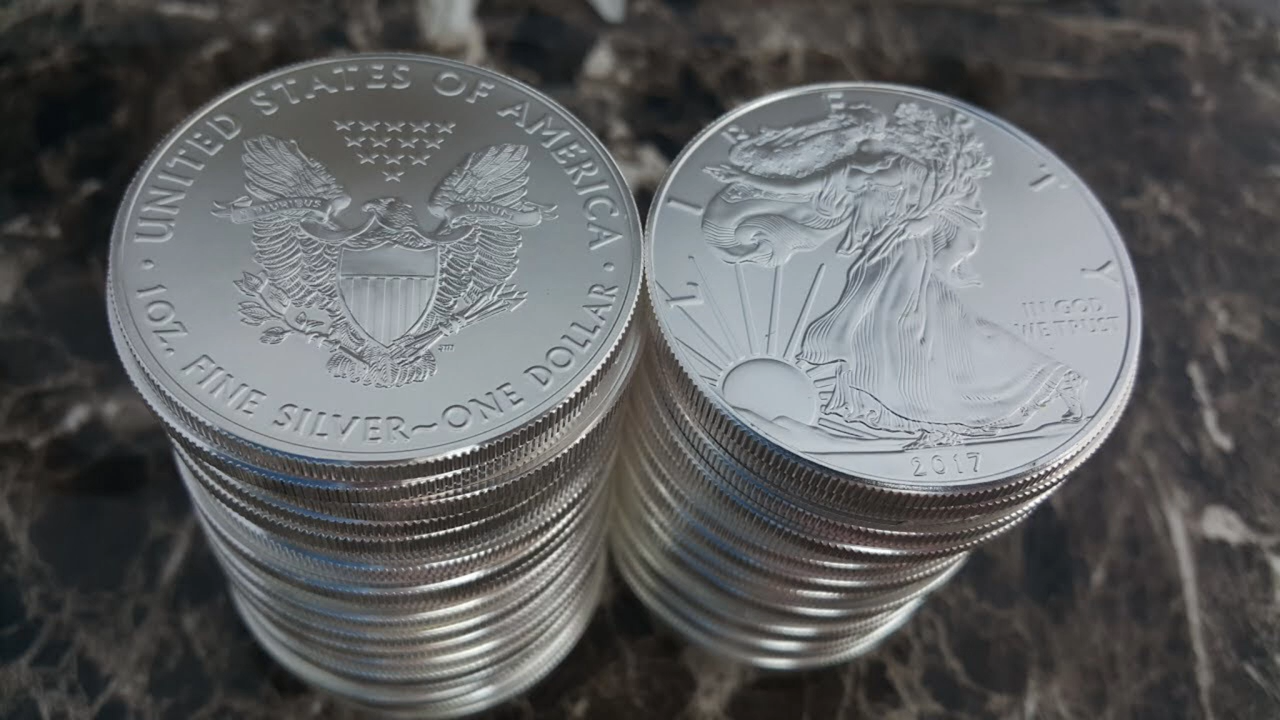 UNITED STATES OF AMERICA
PLURIBUS
UNUM
• 1 OZ. FINE SILVER~ONE DOLLAR •
LIBERTY
IN GOD
WE TRUST
2017